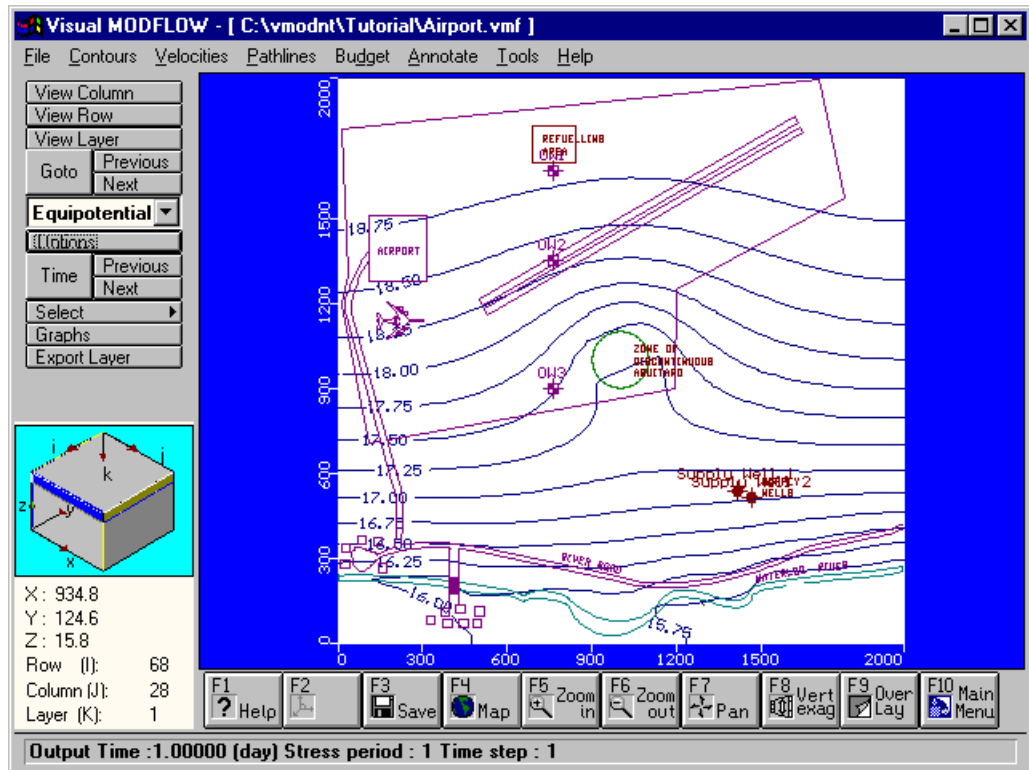 Visual MODFLOW - [ C:\vmodnt\Tutorial\Airport.vmf ]
File Contours Velocities Pathlines Budget Annotate Tools Help
View Column
View Row
View Layer
Goto
Previous
Next
Equipotential
Options
Time
Previous
Next
Select
Graphs
Export Layer
i
j
k
z
y
x
X: 934.8
Y: 124.6
Z: 15.8
Row (I): 68
Column (J): 28
Layer (K): 1
2000
1500
1200
900
600
300
0
0 300 600 900 1200 1500 2000
REFUELLING
AREA
OW1
18.75
AIRPORT
OW2
18.50
18.25
18.00
ZONE OF
DISCONTINUOUS
AQUITARD
OW3
17.75
17.50
17.25
Supply Well 1
17.00
WELLS
16.75
16.50
16.25
RIVER ROAD
WATERLOO RIVER
16.00
15.75
F1 Help
F2
F3 Save
F4 Map
F5 Zoom in
F6 Zoom out
F7 Pan
F8 Vert exag
F9 Over Lay
F10 Main Menu
Output Time :1.00000 (day) Stress period : 1 Time step : 1